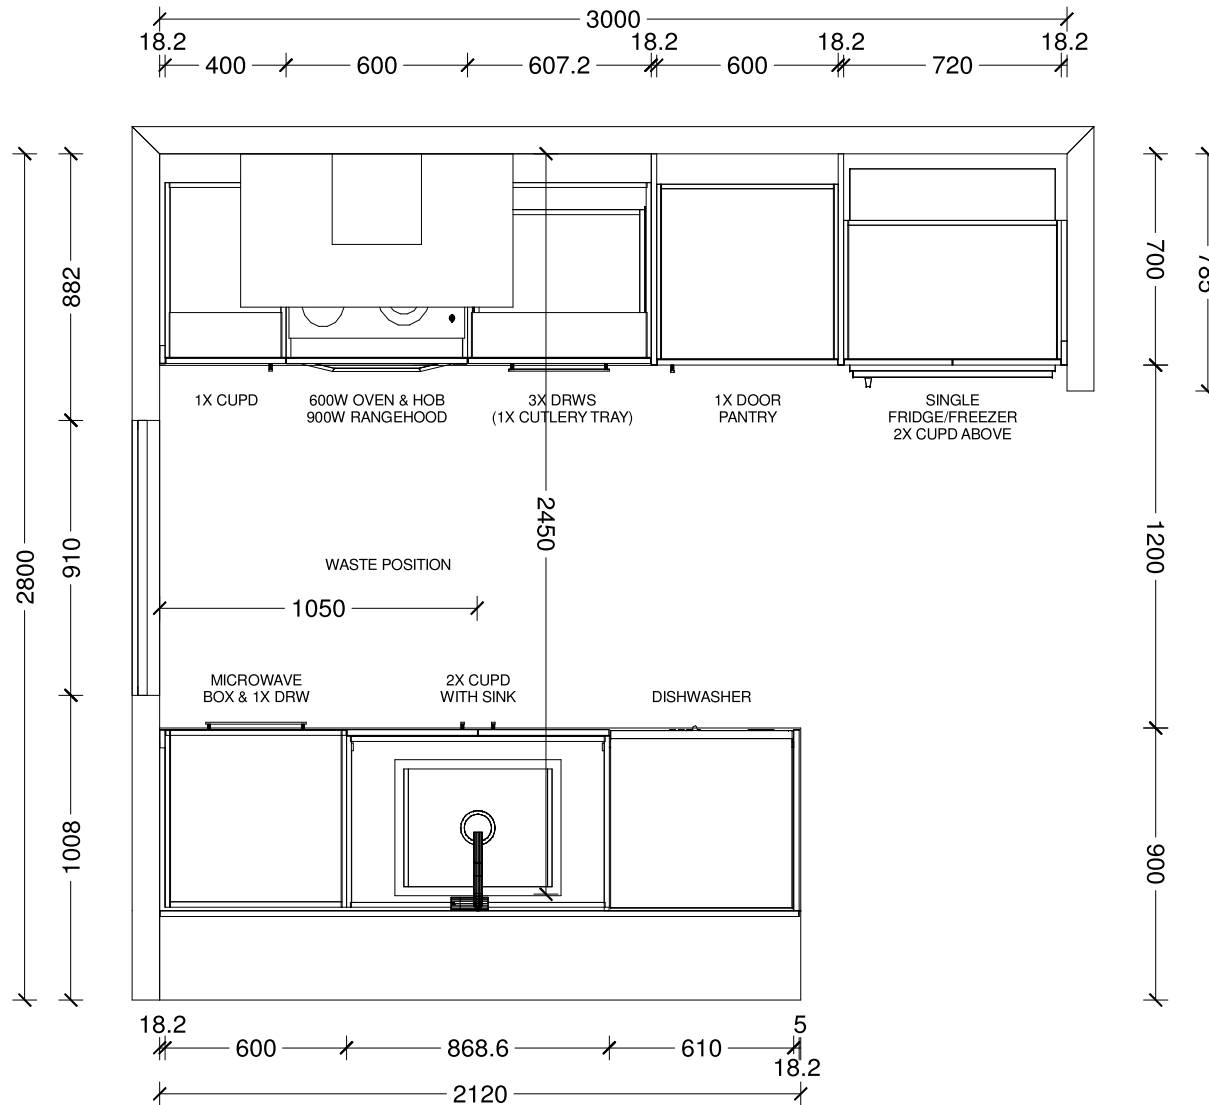 3000
18.2 18.2 18.2 18.2
400 600 607.2 600 720
882
700
785
1X CUPD
600W OVEN & HOB
900W RANGEHOOD
3X DRWS
(1X CUTLERY TRAY)
1X DOOR
PANTRY
SINGLE
FRIDGE/FREEZER
2X CUPD ABOVE
2450
2800
910
1200
WASTE POSITION
1050
MICROWAVE
BOX & 1X DRW
2X CUPD
WITH SINK
DISHWASHER
1008
900
18.2 5
600 868.6 610
18.2
2120